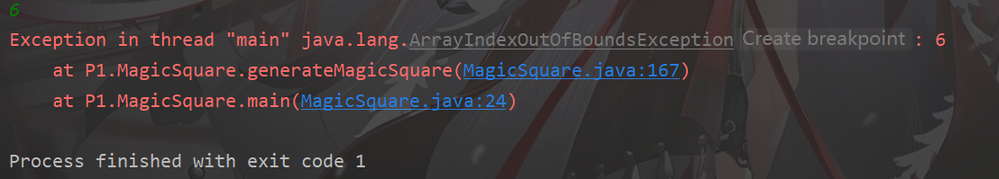 6
Exception in thread "main" java.lang.ArrayIndexOutOfBoundsException Create breakpoint : 6
at P1.MagicSquare.generateMagicSquare(MagicSquare.java:167)
at P1.MagicSquare.main(MagicSquare.java:24)
Process finished with exit code 1